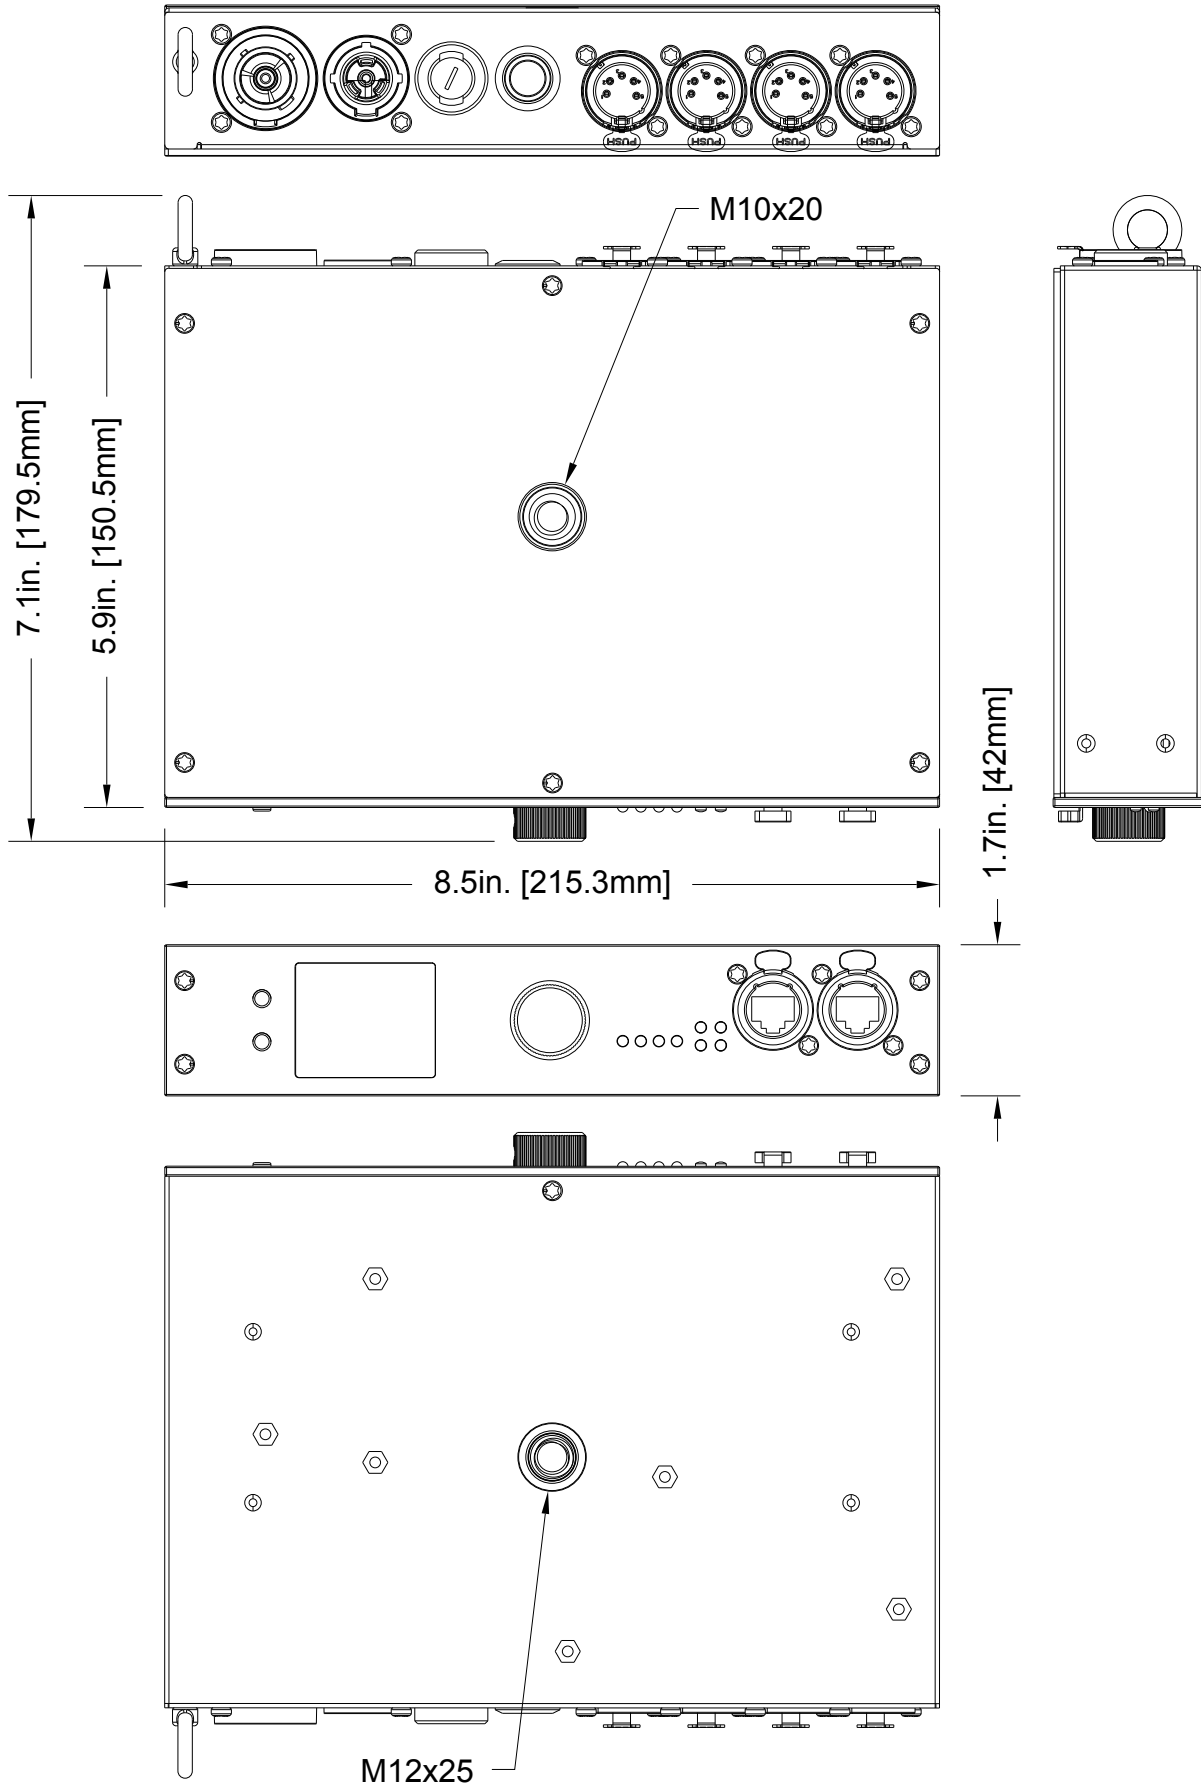 PUSH PUSH PUSH PUSH
M10x20
7.1in. [179.5mm]
5.9in. [150.5mm]
1.7in. [42mm]
8.5in. [215.3mm]
M12x25